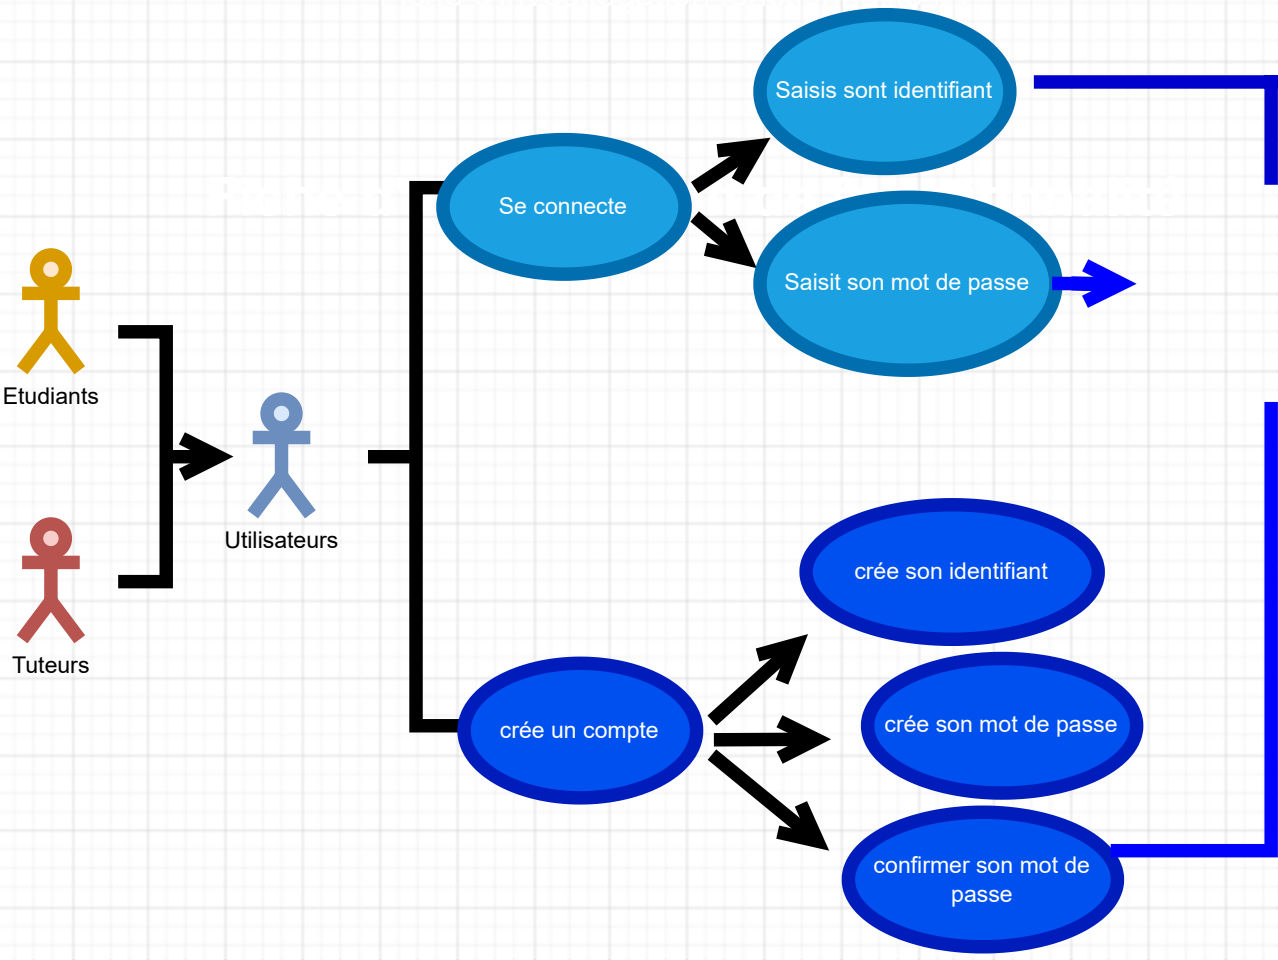 Saisis sont identifiant
Se connecte
Saisit son mot de passe
Etudiants
Utilisateurs
Tuteurs
crée son identifiant
crée un compte
crée son mot de passe
confirmer son mot de
passe